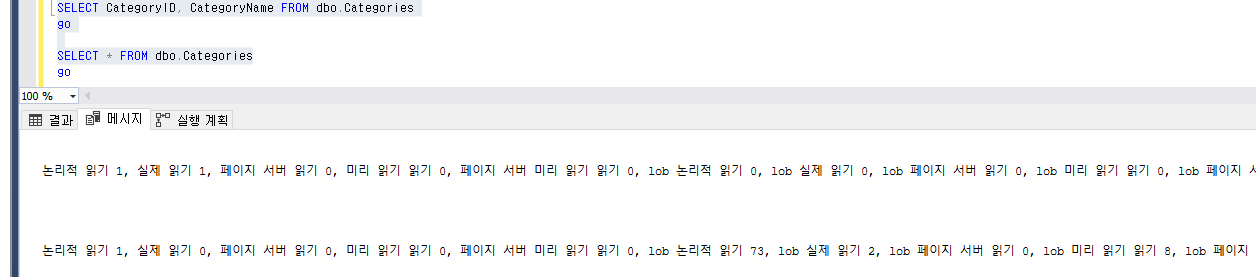 SELECT CategoryID, CategoryName FROM dbo.Categories
go
SELECT * FROM dbo.Categories
go
100 %
결과 메시지 실행 계획
논리적 읽기 1, 실제 읽기 1, 페이지 서버 읽기 0, 미리 읽기 읽기 0, 페이지 서버 미리 읽기 읽기 0, lob 논리적 읽기 0, lob 실제 읽기 0, lob 페이지 서버 읽기 0, lob 미리 읽기 읽기 0, lob 페이지 서버
논리적 읽기 1, 실제 읽기 0, 페이지 서버 읽기 0, 미리 읽기 읽기 0, 페이지 서버 미리 읽기 읽기 0, lob 논리적 읽기 73, lob 실제 읽기 2, lob 페이지 서버 읽기 0, lob 미리 읽기 읽기 8, lob 페이지